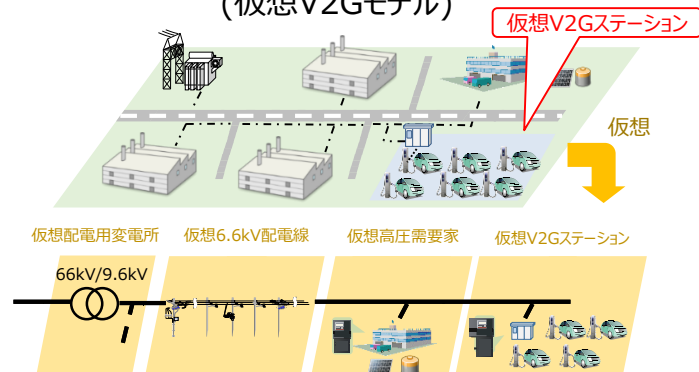 (仮想V2Gモデル)
仮想V2Gステーション
仮想
仮想配電用変電所
仮想6.6kV配電線
仮想高圧需要家
仮想V2Gステーション
66kV/9.6kV